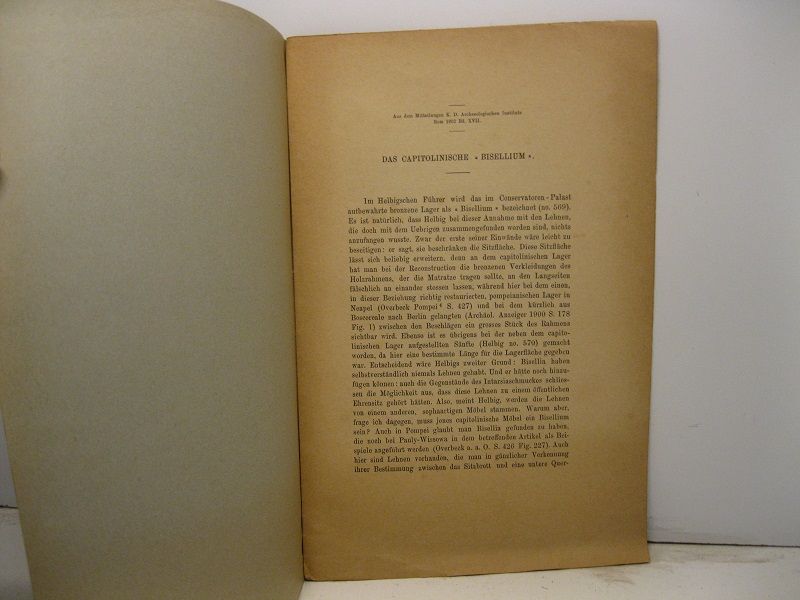 Aus dem Mitteilungen K. D. Archaeologischen Instituts
Rom 1902 Bd. XVII.
DAS CAPITOLINISCHE « BISELLIUM ».
Im Helbigschen Führer wird das im Conservatoren-Palast
aufbewahrte bronzene Lager als « Bisellium » bezeichnet (no. 569).
Es ist natürlich, dass Helbig bei dieser Annahme mit den Lehnen,
die doch mit dem Uebrigen zusammengefunden worden sind, nichts
anzufangen wusste. Zwar der erste seiner Einwände wäre leicht zu
beseitigen: er sagt, sie beschränken die Sitzfläche. Diese Sitzfläche
lässt sich beliebig erweitern, denn an dem capitolinischen Lager
hat man bei der Reconstruction die bronzenen Verkleidungen des
Holzrahmens, der die Matratze tragen sollte, an den Langseiten
fälschlich an einander stossen lassen, während hier bei dem einen,
in dieser Beziehung richtig restaurierten, pompeianischen Lager in
Neapel (Overbeck Pompei⁴ S. 427) und bei dem kürzlich aus
Boscoreale nach Berlin gelangten (Archäol. Anzeiger 1900 S. 178
Fig. 1) zwischen den Beschlägen ein grosses Stück des Rahmens
sichtbar wird. Ebenso ist es übrigens bei der neben dem capito-
linischen Lager aufgestellten Sänfte (Helbig no. 570) gemacht
worden, da hier eine bestimmte Länge für die Lagerfläche gegeben
war. Entscheidend wäre Helbigs zweiter Grund: Bisellia haben
selbstverständlich niemals Lehnen gehabt. Und er hätte noch hinzu-
fügen können: auch die Gegenstände des Intarsiaschmuckes schlies-
sen die Möglichkeit aus, dass diese Lehnen zu einem öffentlichen
Ehrensitz gehört hätten. Also, meint Helbig, werden die Lehnen
von einem anderen, sophaartigen Möbel stammen. Warum aber,
frage ich dagegen, muss jenes capitolinische Möbel ein Bisellium
sein? Auch in Pompei glaubt man Bisellia gefunden zu haben,
die noch bei Pauly-Wissowa in dem betreffenden Artikel als Bei-
spiele angeführt werden (Overbeck a. a. O. S. 426 Fig. 227). Auch
hier sind Lehnen vorhanden, die man in gänzlicher Verkennung
ihrer Bestimmung zwischen das Sitzbrett und eine untere Quer-